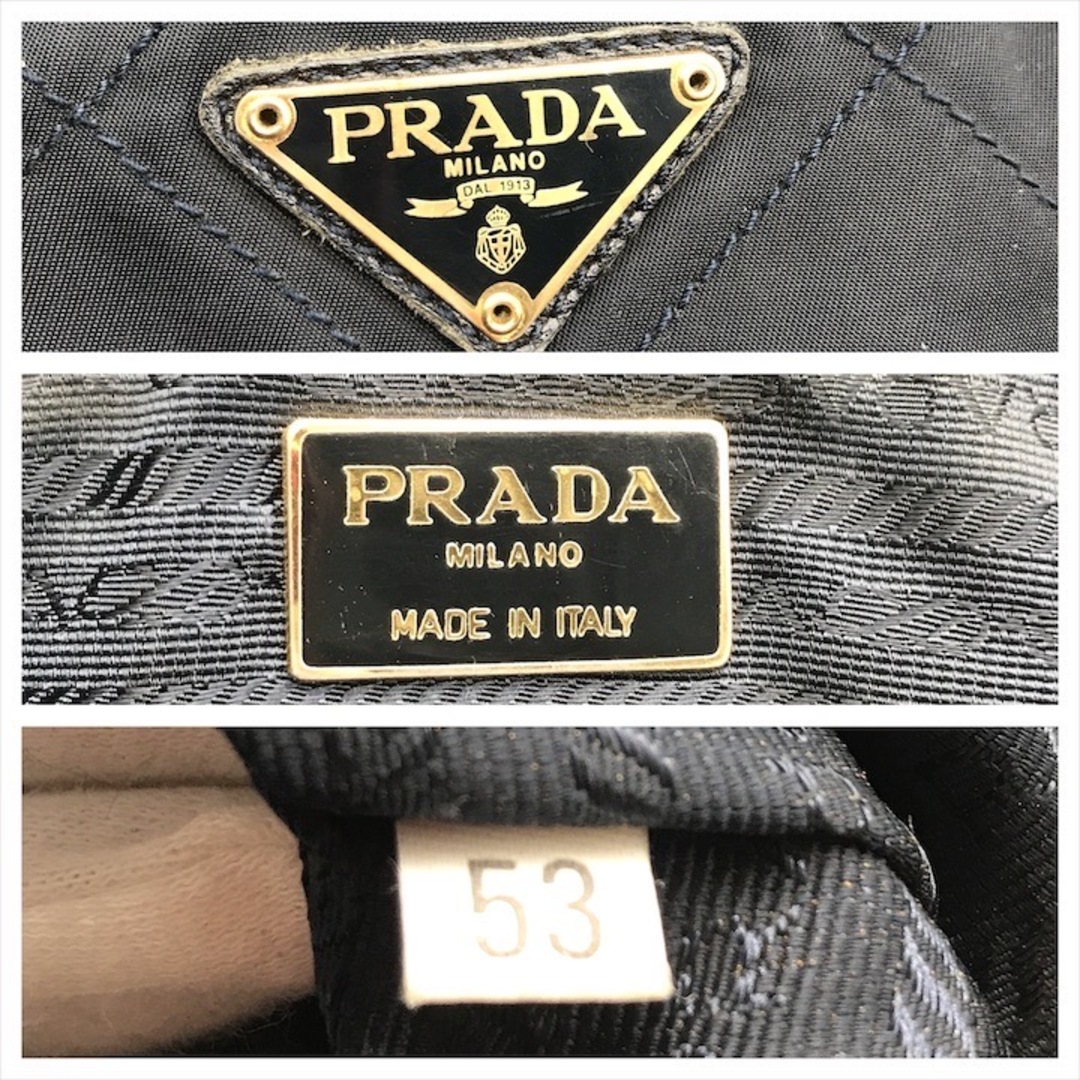 PRADA
MILANO
DAL 1913
PRADA
MILANO
MADE IN ITALY
53